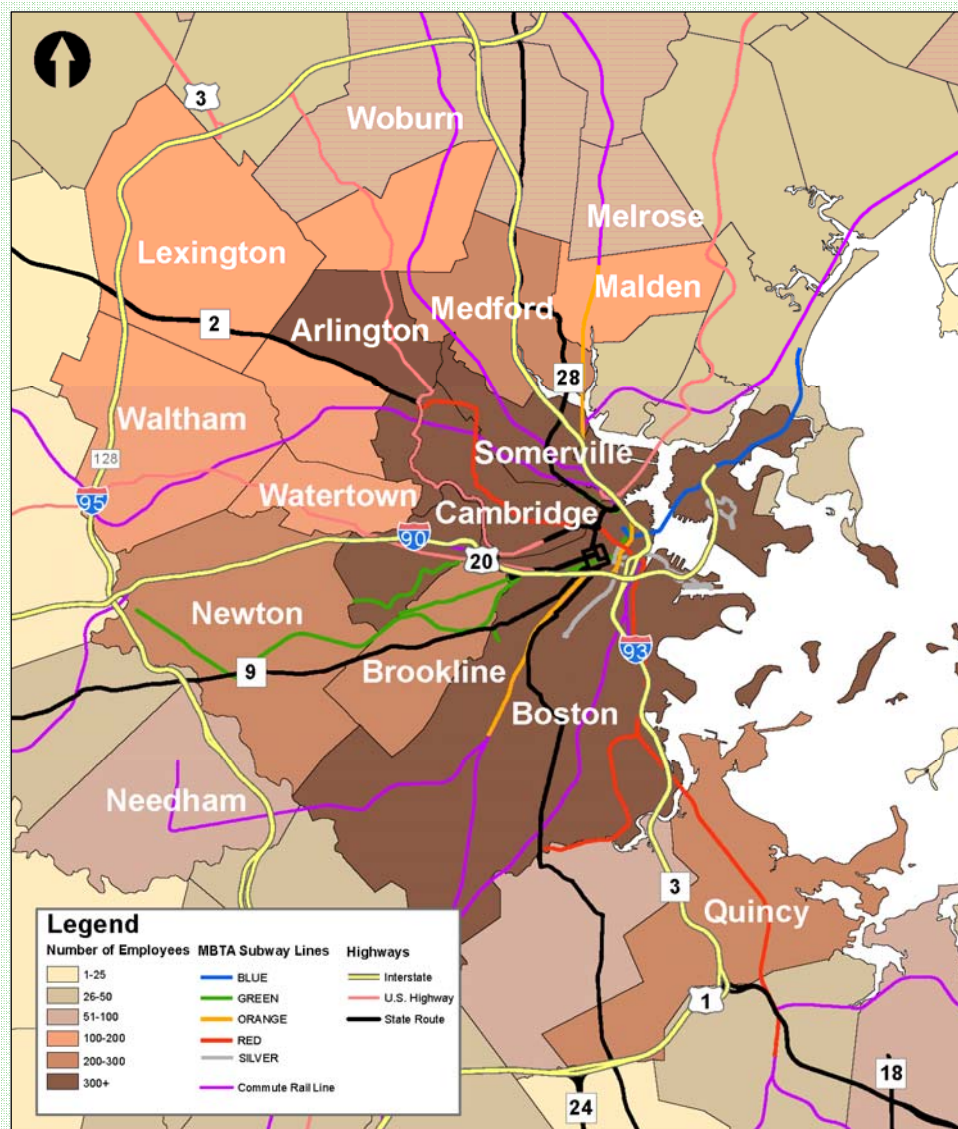 3
Woburn
Melrose
Lexington
Malden
2
Arlington
Medford
28
Waltham
Somerville
128
95
Watertown
Cambridge
90
20
Newton
9
Brookline
93
Boston
Needham
3
Quincy
1
18
24
Legend
Number of Employees MBTA Subway Lines Highways
1-25 BLUE Interstate
26-50 GREEN U.S. Highway
51-100 ORANGE State Route
100-200 RED
200-300 SILVER
300+ Commute Rail Line